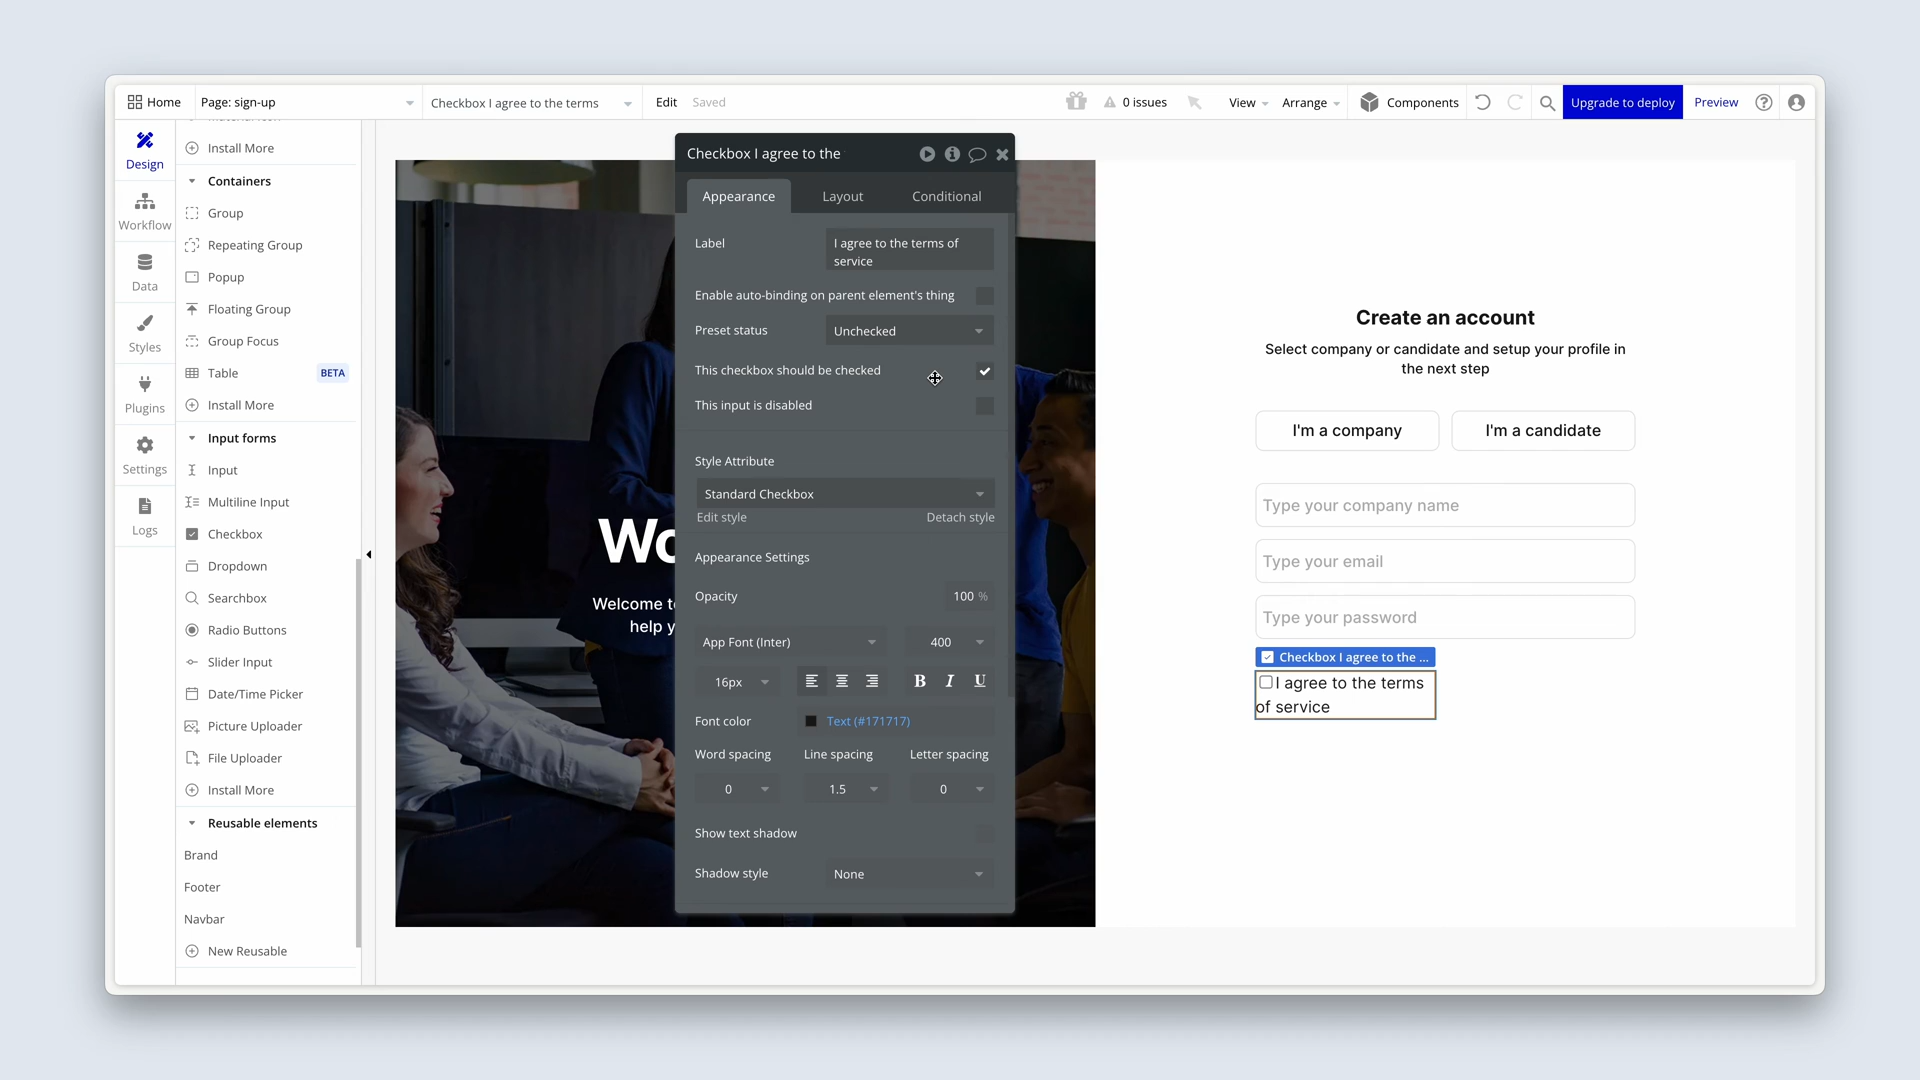 Home
Page: sign-up
Checkbox I agree to the terms
Edit
Saved
0 issues
View
Arrange
Components
Upgrade to deploy
Preview
Design
Workflow
Data
Styles
Plugins
Settings
Logs
Install More
Containers
Group
Repeating Group
Popup
Floating Group
Group Focus
Table
BETA
Install More
Input forms
Input
Multiline Input
Checkbox
Dropdown
Searchbox
Radio Buttons
Slider Input
Date/Time Picker
Picture Uploader
File Uploader
Install More
Reusable elements
Brand
Footer
Navbar
New Reusable
Welcome
help
Checkbox I agree to the
Appearance
Layout
Conditional
Label
I agree to the terms of
service
Enable auto-binding on parent element's thing
Preset status
Unchecked
This checkbox should be checked
This input is disabled
Style Attribute
Standard Checkbox
Edit style
Detach style
Appearance Settings
Opacity
100 %
App Font (Inter)
400
16px
B I U
Font color
Text (#171717)
Word spacing
Line spacing
Letter spacing
0
1.5
0
Show text shadow
Shadow style
None
Create an account
Select company or candidate and setup your profile in
the next step
I'm a company
I'm a candidate
Type your company name
Type your email
Type your password
Checkbox I agree to the ...
I agree to the terms
of service